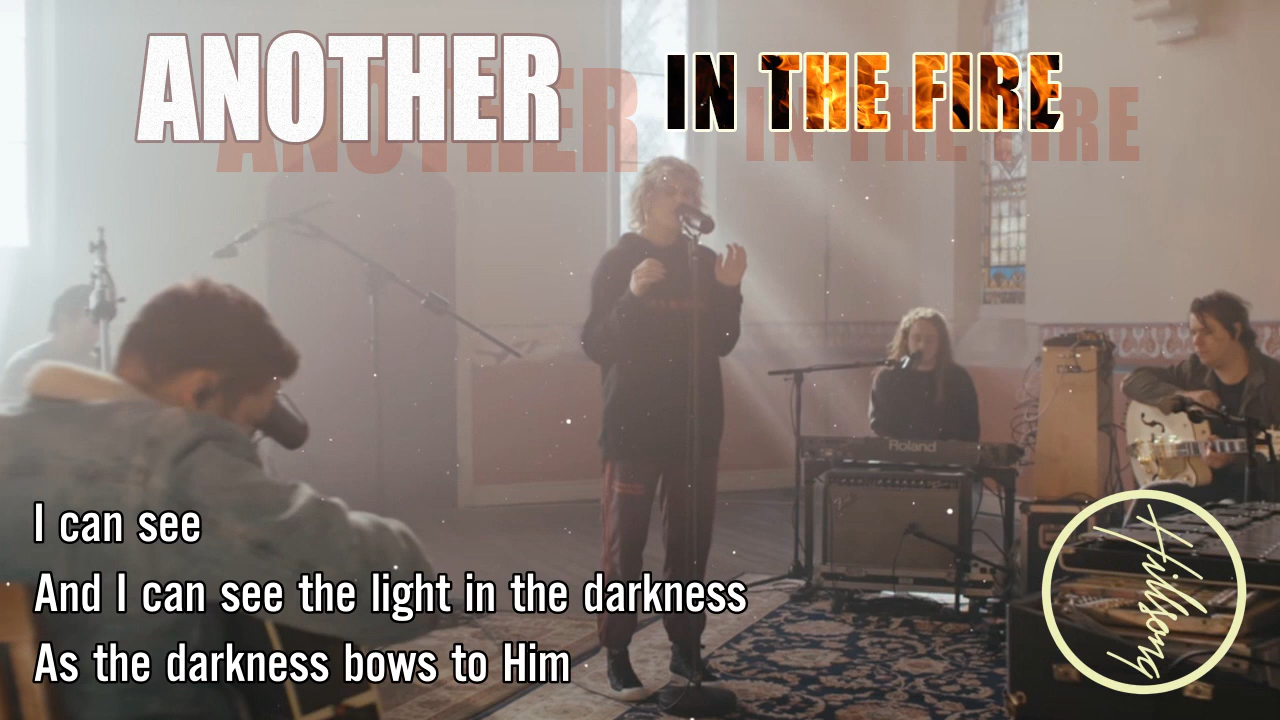 ANOTHER IN THE FIRE
Roland
I can see
And I can see the light in the darkness
As the darkness bows to Him
Hillsong